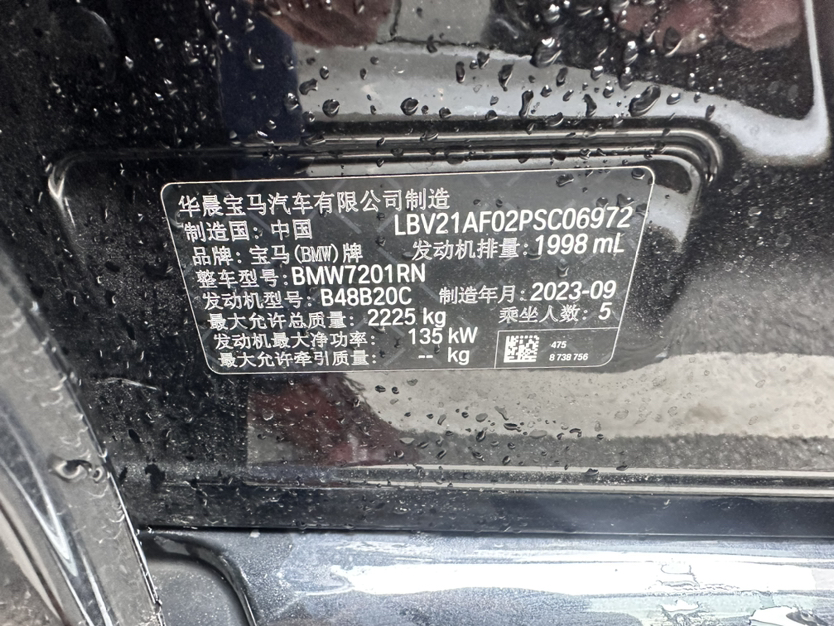 华晨宝马汽车有限公司制造
制造国: 中国 LBV21AF02PSC06972
品牌: 宝马(BMW)牌 发动机排量: 1998 mL
整车型号: BMW7201RN
发动机型号: B48B20C 制造年月: 2023-09
最大允许总质量: 2225 kg 乘坐人数: 5
发动机最大净功率: 135 kW
最大允许牵引质量: -- kg
475
8 738 756